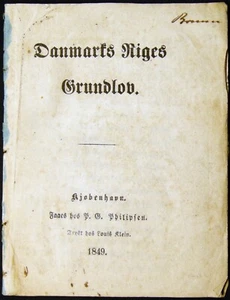 Danmarks Riges
Grundlov.
Kjøbenhavn.
Faaes hos P. G. Philipsen.
Trykt hos Louis Klein.
1849.